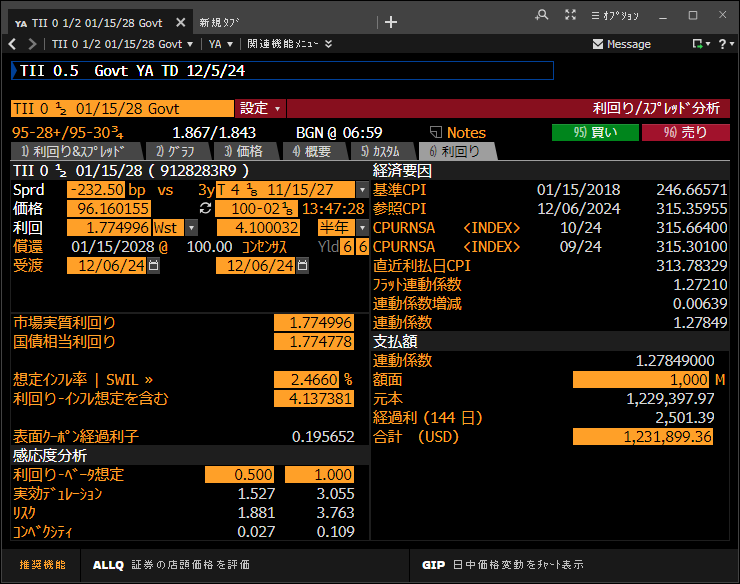 YA TII 0 1/2 01/15/28 Govt × 新規ﾀﾌﾞ + ☰ｵﾌﾟｼｮﾝ
< > TII 0 1/2 01/15/28 Govt ▾ YA ▾ 関連機能ﾒﾆｭｰ Message ? ▾
TII 0.5 Govt YA TD 12/5/24
TII 0 ½ 01/15/28 Govt 設定 ▾ 利回り/ｽﾌﾟﾚｯﾄﾞ分析
95-28+/95-30¾ 1.867/1.843 BGN @ 06:59 Notes 95) 買い 96) 売り
1) 利回り&ｽﾌﾟﾚｯﾄﾞ 2) ｸﾞﾗﾌ 3) 価格 4) 概要 5) ｶｽﾀﾑ 6) 利回り
TII 0 ½ 01/15/28 ( 9128283R9 ) 経済要因
Sprd -232.50 bp vs 3y T 4 ⅛ 11/15/27 ▾ 基準CPI 01/15/2018 246.66571
価格 96.160155 100-02⅛ 13:47:28 参照CPI 12/06/2024 315.35955
利回 1.774996 Wst ▾ 4.100032 半年 ▾ CPURNSA <INDEX> 10/24 315.66400
償還 01/15/2028 @ 100.00 ｺﾝｾﾝｻｽ Yld 6 6 CPURNSA <INDEX> 09/24 315.30100
受渡 12/06/24 12/06/24 直近利払日CPI 313.78329
ﾌﾗｯﾄ連動係数 1.27210
連動係数増減 0.00639
市場実質利回り 1.774996 連動係数 1.27849
国債相当利回り 1.774778 支払額
連動係数 1.27849000
想定ｲﾝﾌﾚ率 | SWIL » 2.4660 % 額面 1,000 M
利回り-ｲﾝﾌﾚ想定を含む 4.137381 元本 1,229,397.97
経過利 (144 日) 2,501.39
表面ｸｰﾎﾟﾝ経過利子 0.195652 合計 (USD) 1,231,899.36
感応度分析
利回り-ﾍﾞｰﾀ想定 0.500 1.000
実効ﾃﾞｭﾚｰｼｮﾝ 1.527 3.055
ﾘｽｸ 1.881 3.763
ｺﾝﾍﾞｸｼﾃｨ 0.027 0.109
推奨機能 ALLQ 証券の店頭価格を評価 GIP 日中価格変動をﾁｬｰﾄ表示